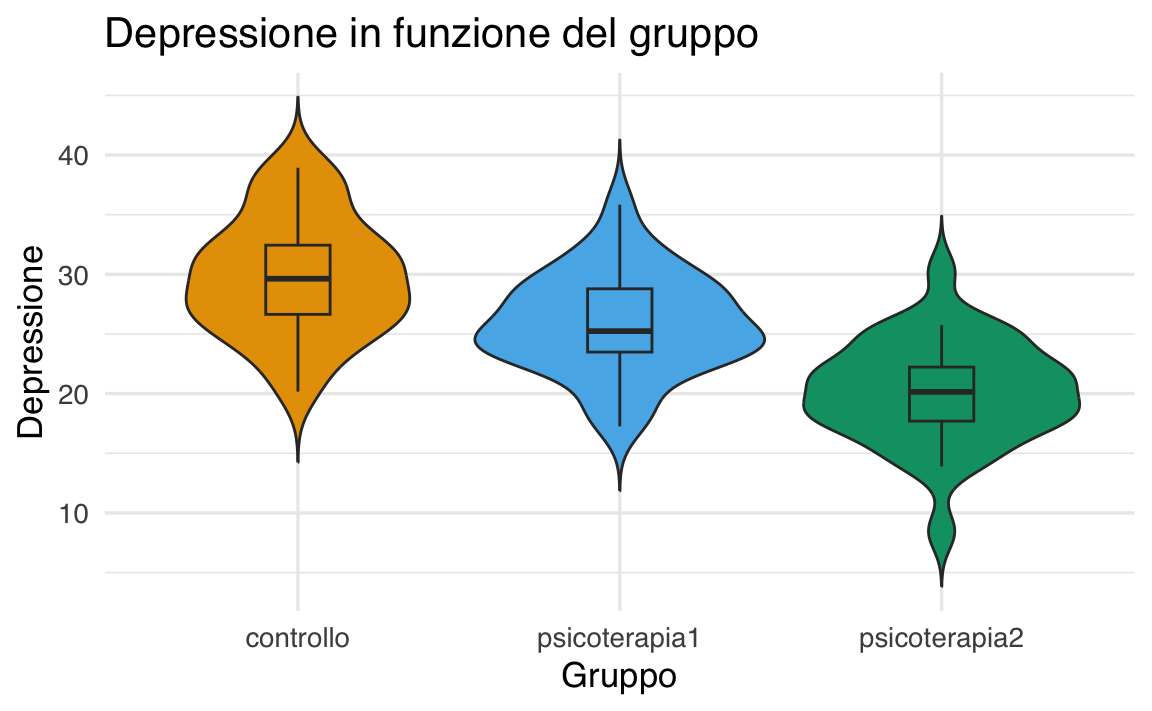 Depressione in funzione del gruppo
Depressione
40
30
20
10
controllo psicoterapia1 psicoterapia2
Gruppo